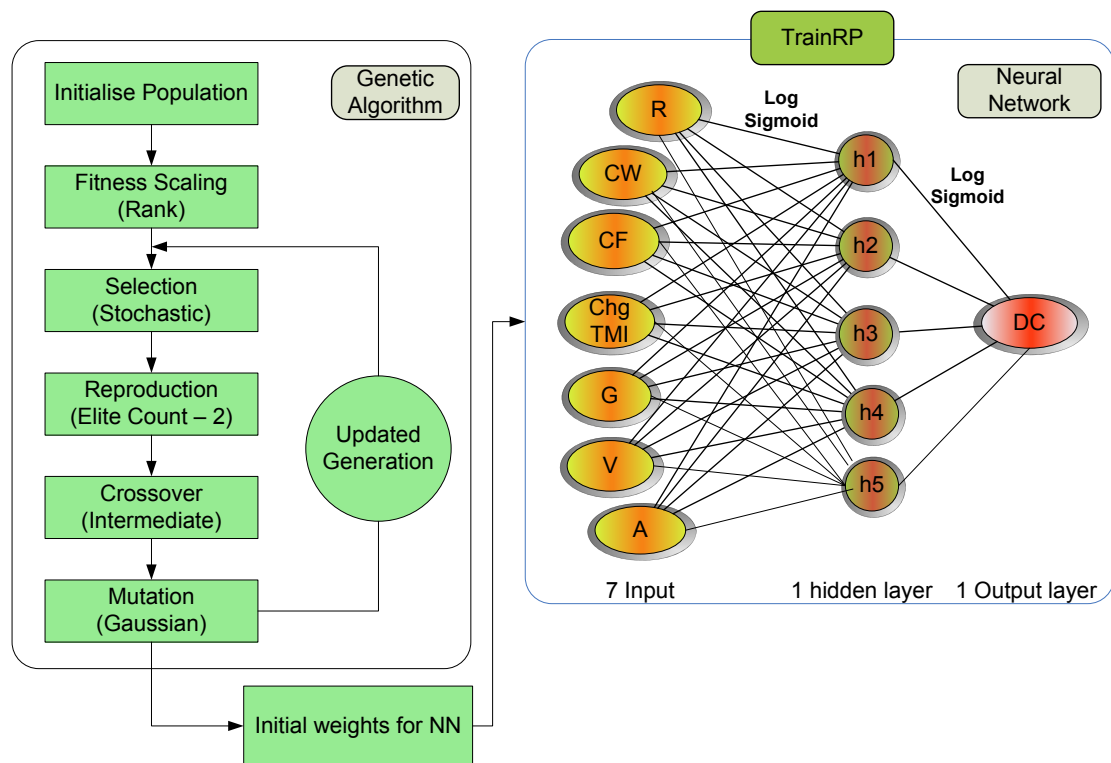 Genetic
Algorithm
Initialise Population
Fitness Scaling
(Rank)
Selection
(Stochastic)
Reproduction
(Elite Count – 2)
Crossover
(Intermediate)
Mutation
(Gaussian)
Updated
Generation
Initial weights for NN
TrainRP
Neural
Network
Log
Sigmoid
Log
Sigmoid
R
CW
CF
Chg
TMI
G
V
A
h1
h2
h3
h4
h5
DC
7 Input
1 hidden layer
1 Output layer